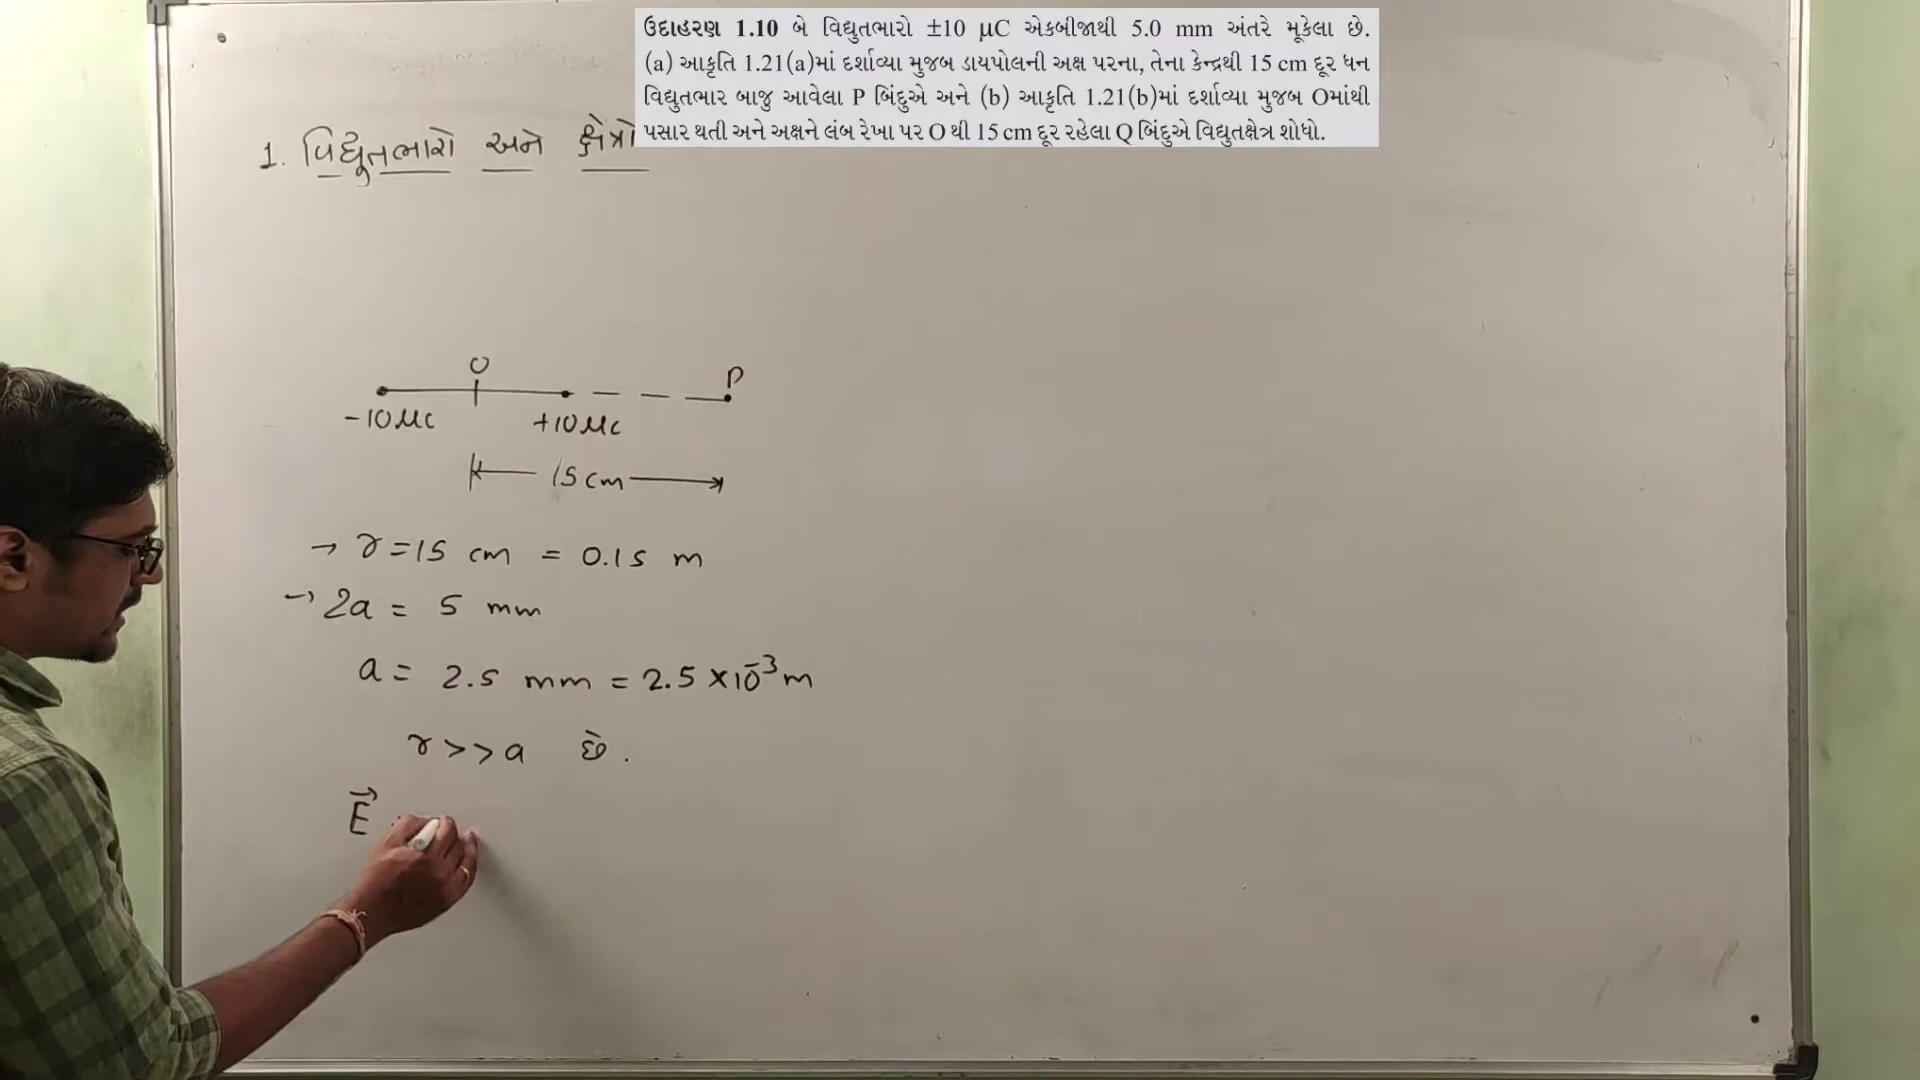 ઉદાહરણ 1.10 બે વિદ્યુતભારો ±10 μC એકબીજાથી 5.0 mm અંતરે મૂકેલા છે.
(a) આકૃતિ 1.21(a)માં દર્શાવ્યા મુજબ ડાયપોલની અક્ષ પરના, તેના કેન્દ્રથી 15 cm દૂર ધન
વિદ્યુતભાર બાજુ આવેલા P બિંદુએ અને (b) આકૃતિ 1.21(b)માં દર્શાવ્યા મુજબ Oમાંથી
પસાર થતી અને અક્ષને લંબ રેખા પર O થી 15 cm દૂર રહેલા Q બિંદુએ વિદ્યુતક્ષેત્ર શોધો.
1. વિદ્યુતભારો અને ક્ષેત્રો
O P
-10μC +10μC
15 cm
→ r = 15 cm = 0.15 m
→ 2a = 5 mm
a = 2.5 mm = 2.5 × 10⁻³ m
r >> a છે.
E⃗